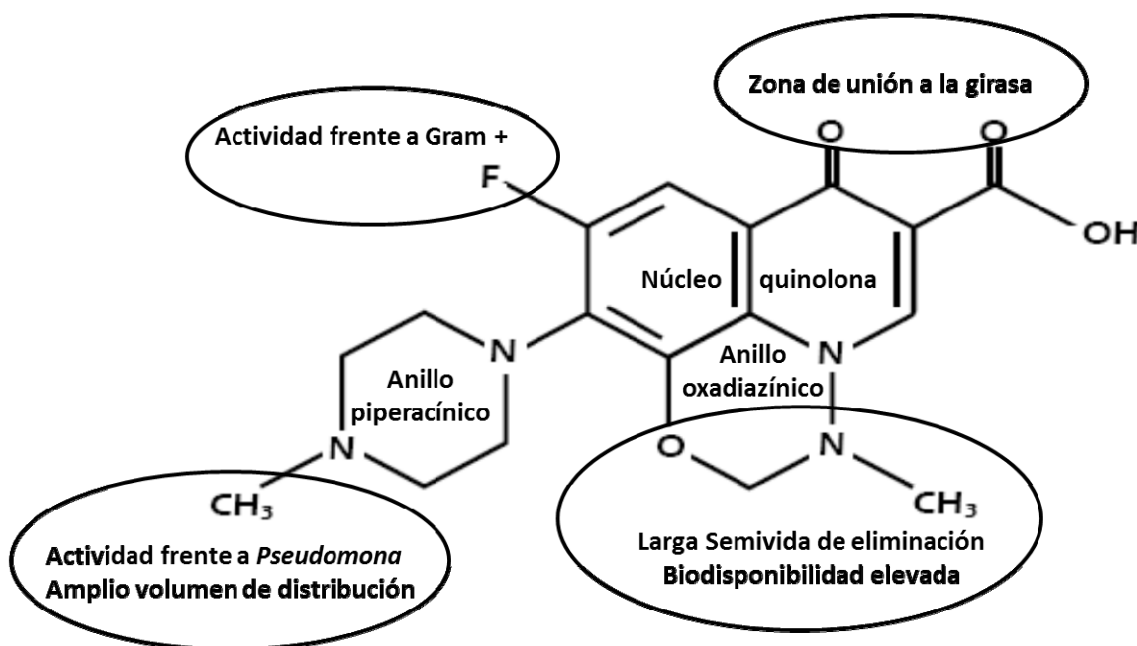 Zona de unión a la girasa
Actividad frente a Gram +
O
O
F
OH
Núcleo
quinolona
N
N
Anillo
oxadiazínico
Anillo
piperacínico
N
O
N
CH₃
CH₃
Actividad frente a Pseudomona
Amplio volumen de distribución
Larga Semivida de eliminación
Biodisponibilidad elevada